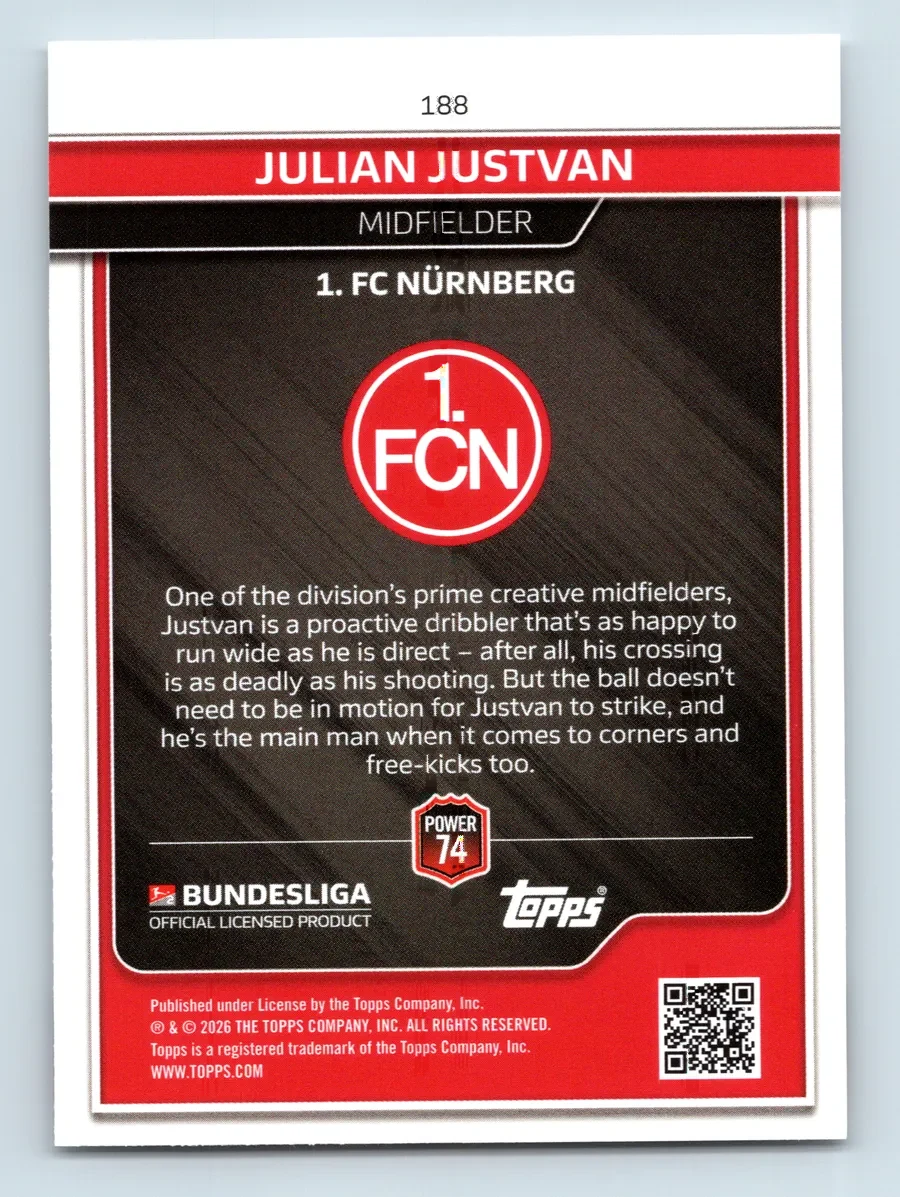 188
JULIAN JUSTVAN
MIDFIELDER
1. FC NÜRNBERG
1.
FCN
One of the division's prime creative midfielders,
Justvan is a proactive dribbler that's as happy to
run wide as he is direct – after all, his crossing
is as deadly as his shooting. But the ball doesn't
need to be in motion for Justvan to strike, and
he's the main man when it comes to corners and
free-kicks too.
POWER
74
2 BUNDESLIGA
OFFICIAL LICENSED PRODUCT
topps®
Published under License by the Topps Company, Inc.
® & © 2026 THE TOPPS COMPANY, INC. ALL RIGHTS RESERVED.
Topps is a registered trademark of the Topps Company, Inc.
WWW.TOPPS.COM